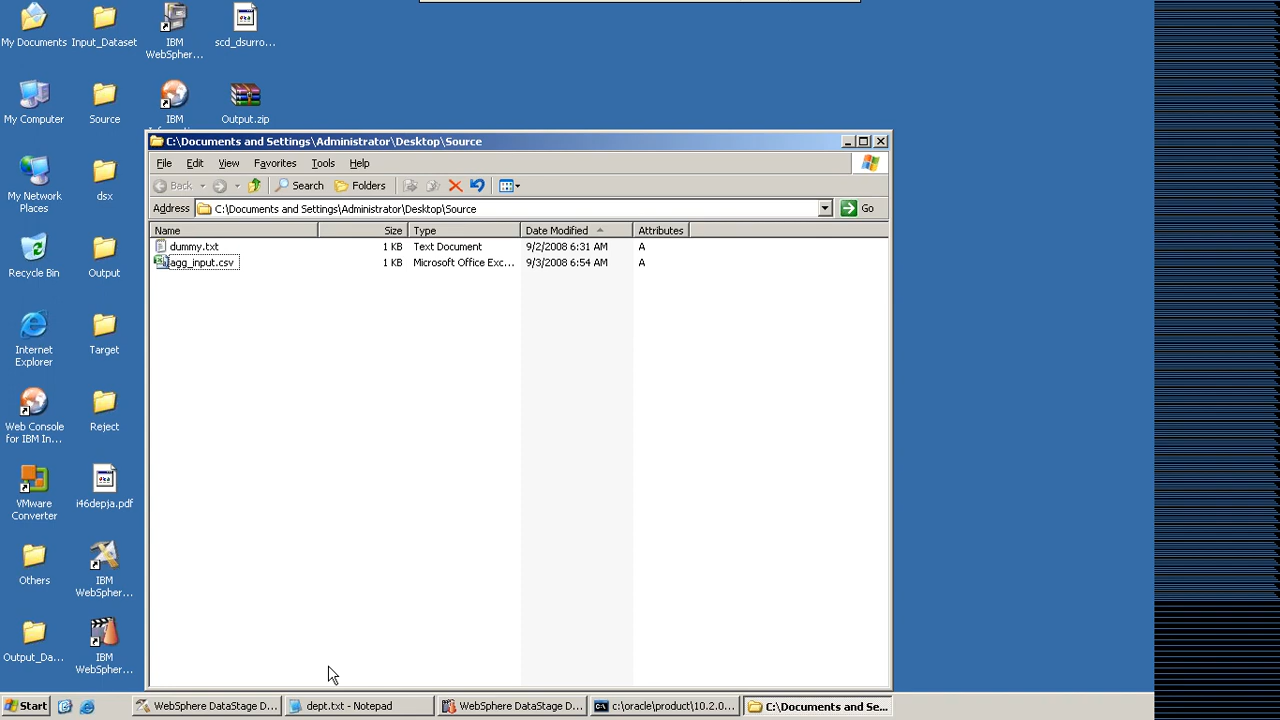 My Documents
Input_Dataset
IBM
WebSpher...
scd_dsurro...
My Computer
Source
IBM
Output.zip
My Network
Places
dsx
Recycle Bin
Output
Internet
Explorer
Target
Web Console
for IBM In...
Reject
VMware
Converter
i46depja.pdf
Others
IBM
WebSpher...
Output_Da...
IBM
WebSpher...
C:\Documents and Settings\Administrator\Desktop\Source
File Edit View Favorites Tools Help
Back Search Folders
Address C:\Documents and Settings\Administrator\Desktop\Source Go
Name Size Type Date Modified Attributes
dummy.txt 1 KB Text Document 9/2/2008 6:31 AM A
agg_input.csv 1 KB Microsoft Office Exc... 9/3/2008 6:54 AM A
Start WebSphere DataStage D... dept.txt - Notepad WebSphere DataStage D... c:\oracle\product\10.2.0... C:\Documents and Se...